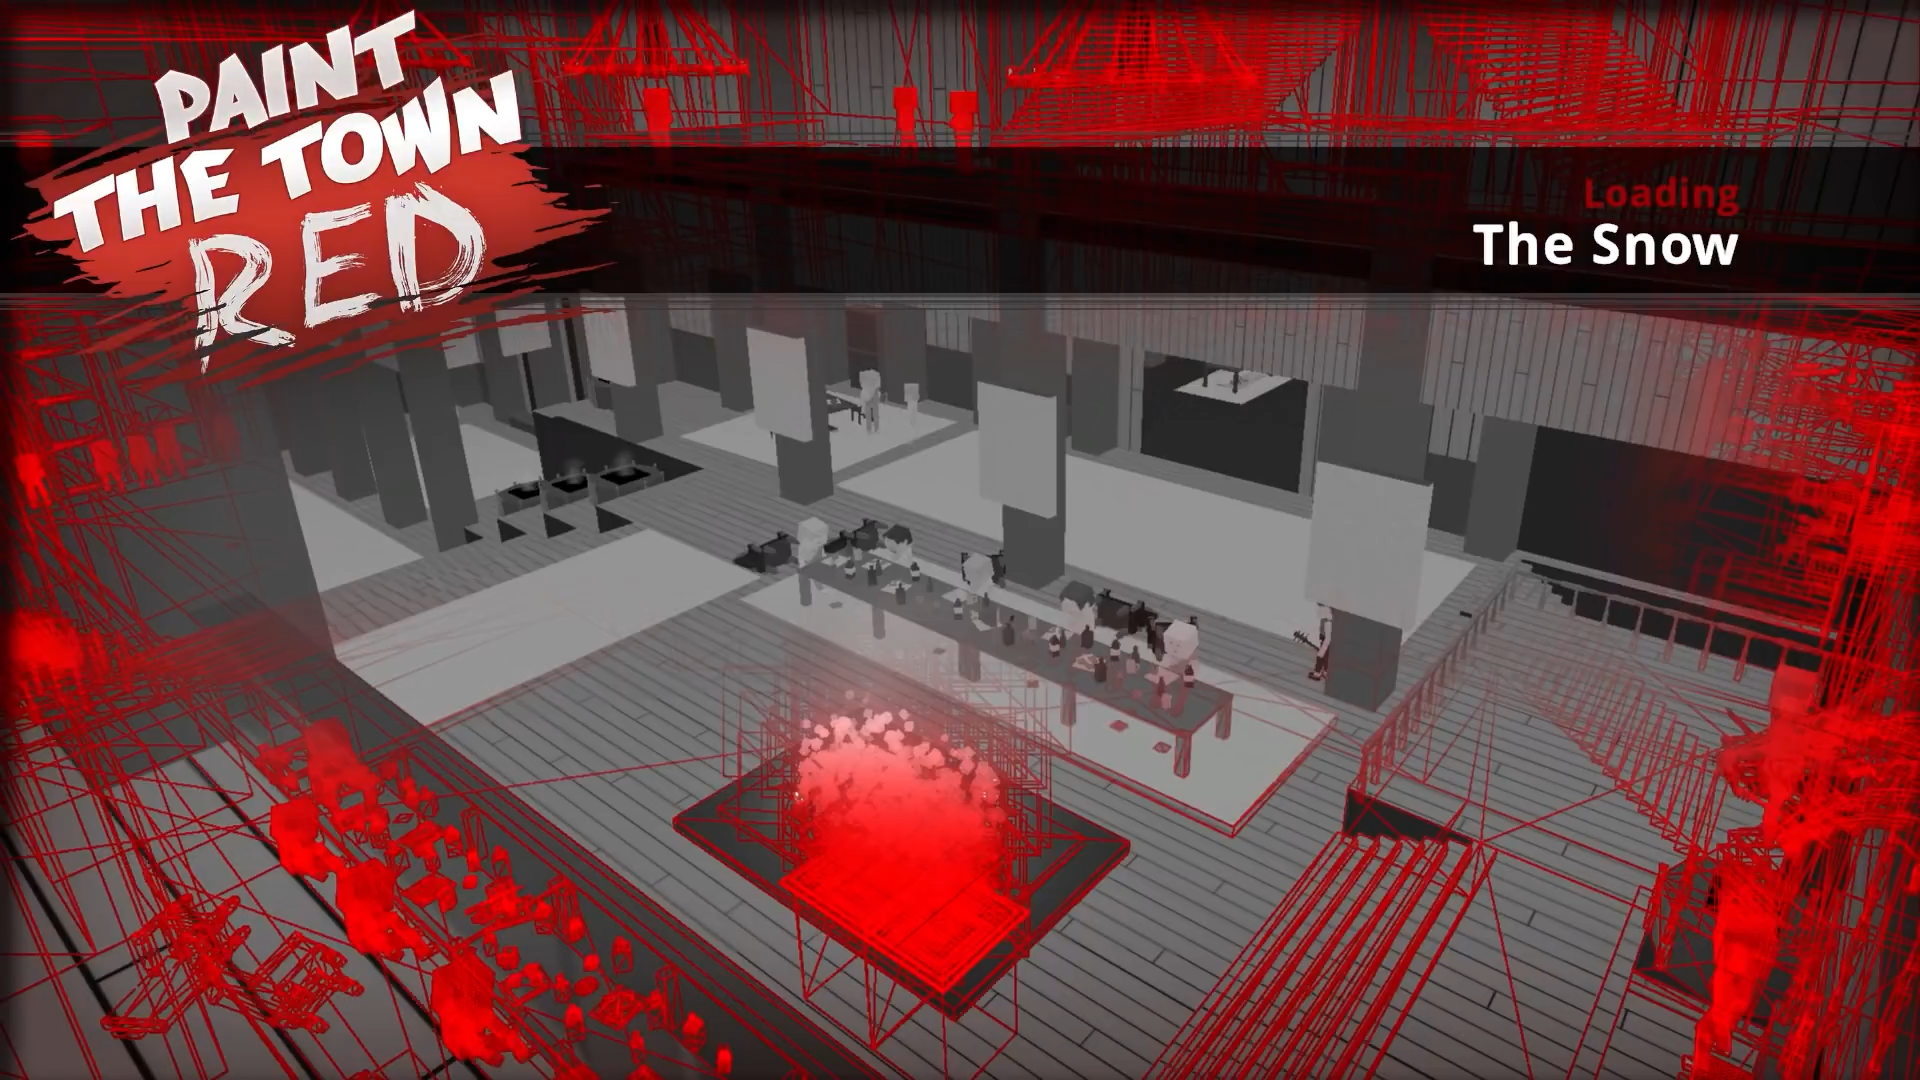 PAINT
THE TOWN
RED
Loading
The Snow